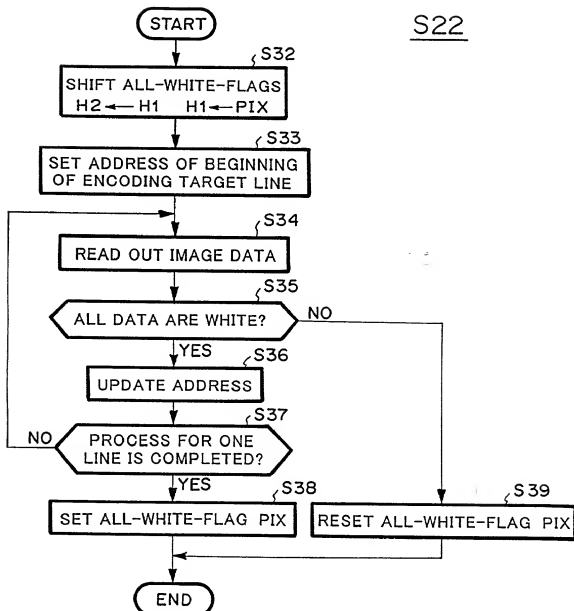 START
S22
S32
SHIFT ALL-WHITE-FLAGS
H2←H1 H1←PIX
S33
SET ADDRESS OF BEGINNING
OF ENCODING TARGET LINE
S34
READ OUT IMAGE DATA
S35
ALL DATA ARE WHITE?
NO
YES
S36
UPDATE ADDRESS
S37
NO
PROCESS FOR ONE
LINE IS COMPLETED?
YES
S38
SET ALL-WHITE-FLAG PIX
S39
RESET ALL-WHITE-FLAG PIX
END